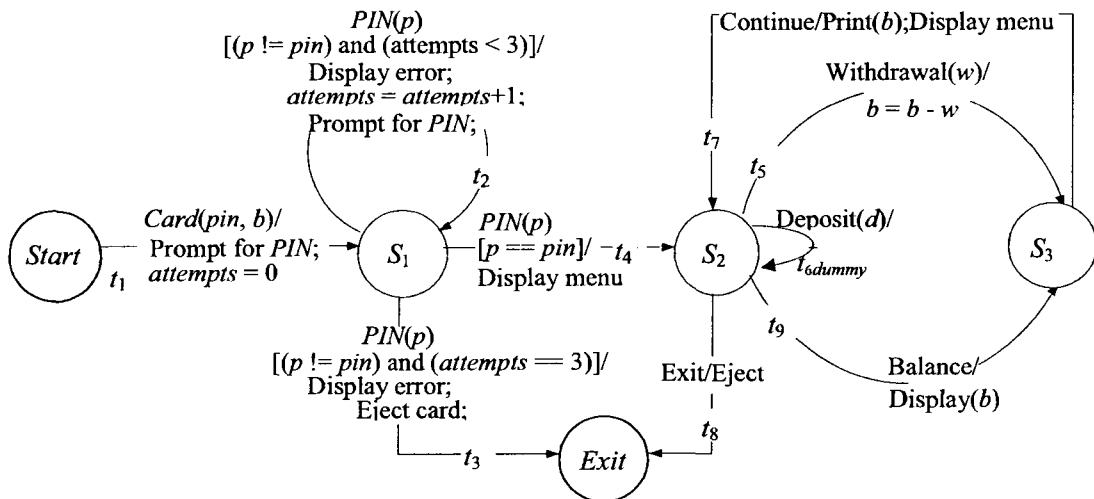 PIN(p)
[(p != pin) and (attempts < 3)]/
Display error;
attempts = attempts+1;
Prompt for PIN;
t2
Continue/Print(b);Display menu
Withdrawal(w)/
b = b - w
t7
t5
Start
Card(pin, b)/
Prompt for PIN;
attempts = 0
t1
S1
PIN(p)
[p == pin]/
Display menu
t4
S2
Deposit(d)/
t6dummy
S3
t9
PIN(p)
[(p != pin) and (attempts == 3)]/
Display error;
Eject card;
t3
Exit/Eject
t8
Balance/
Display(b)
Exit